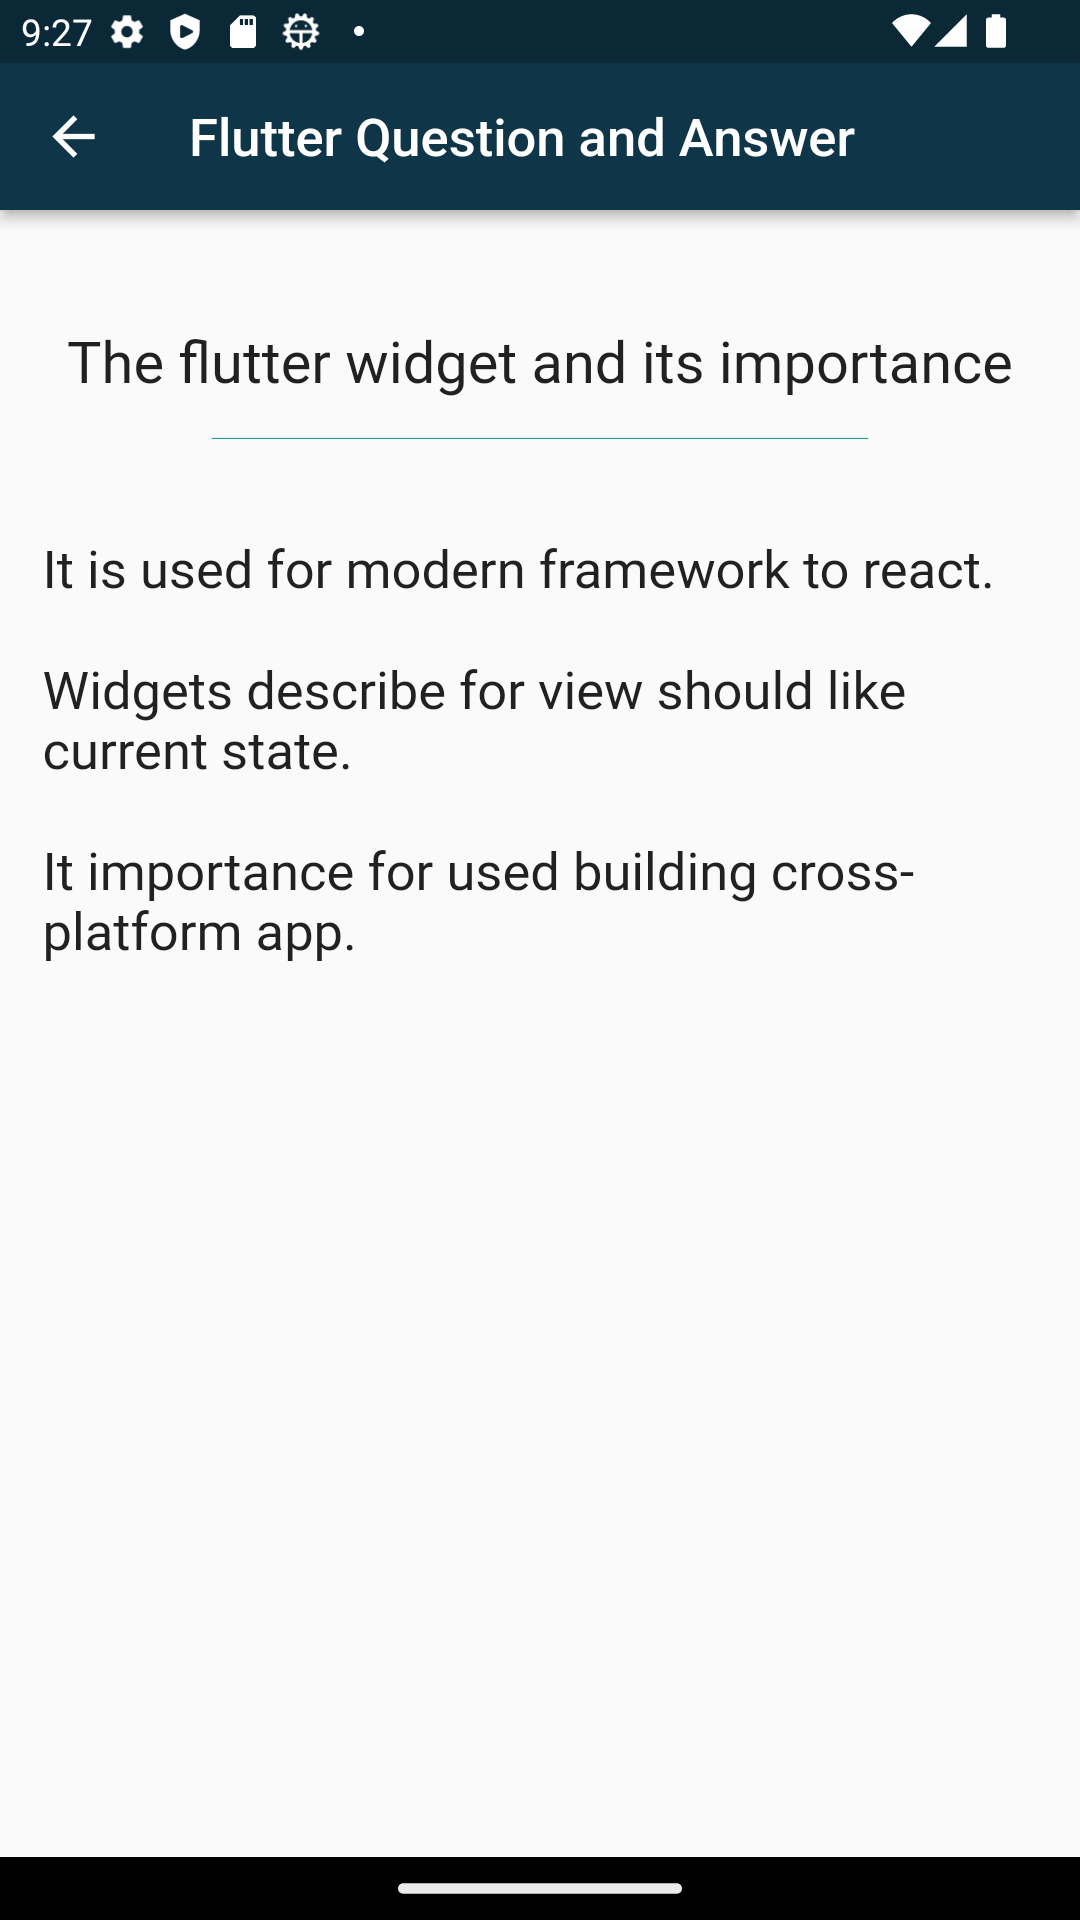 9:27
Flutter Question and Answer
The flutter widget and its importance
It is used for modern framework to react.
Widgets describe for view should like
current state.
It importance for used building cross-
platform app.